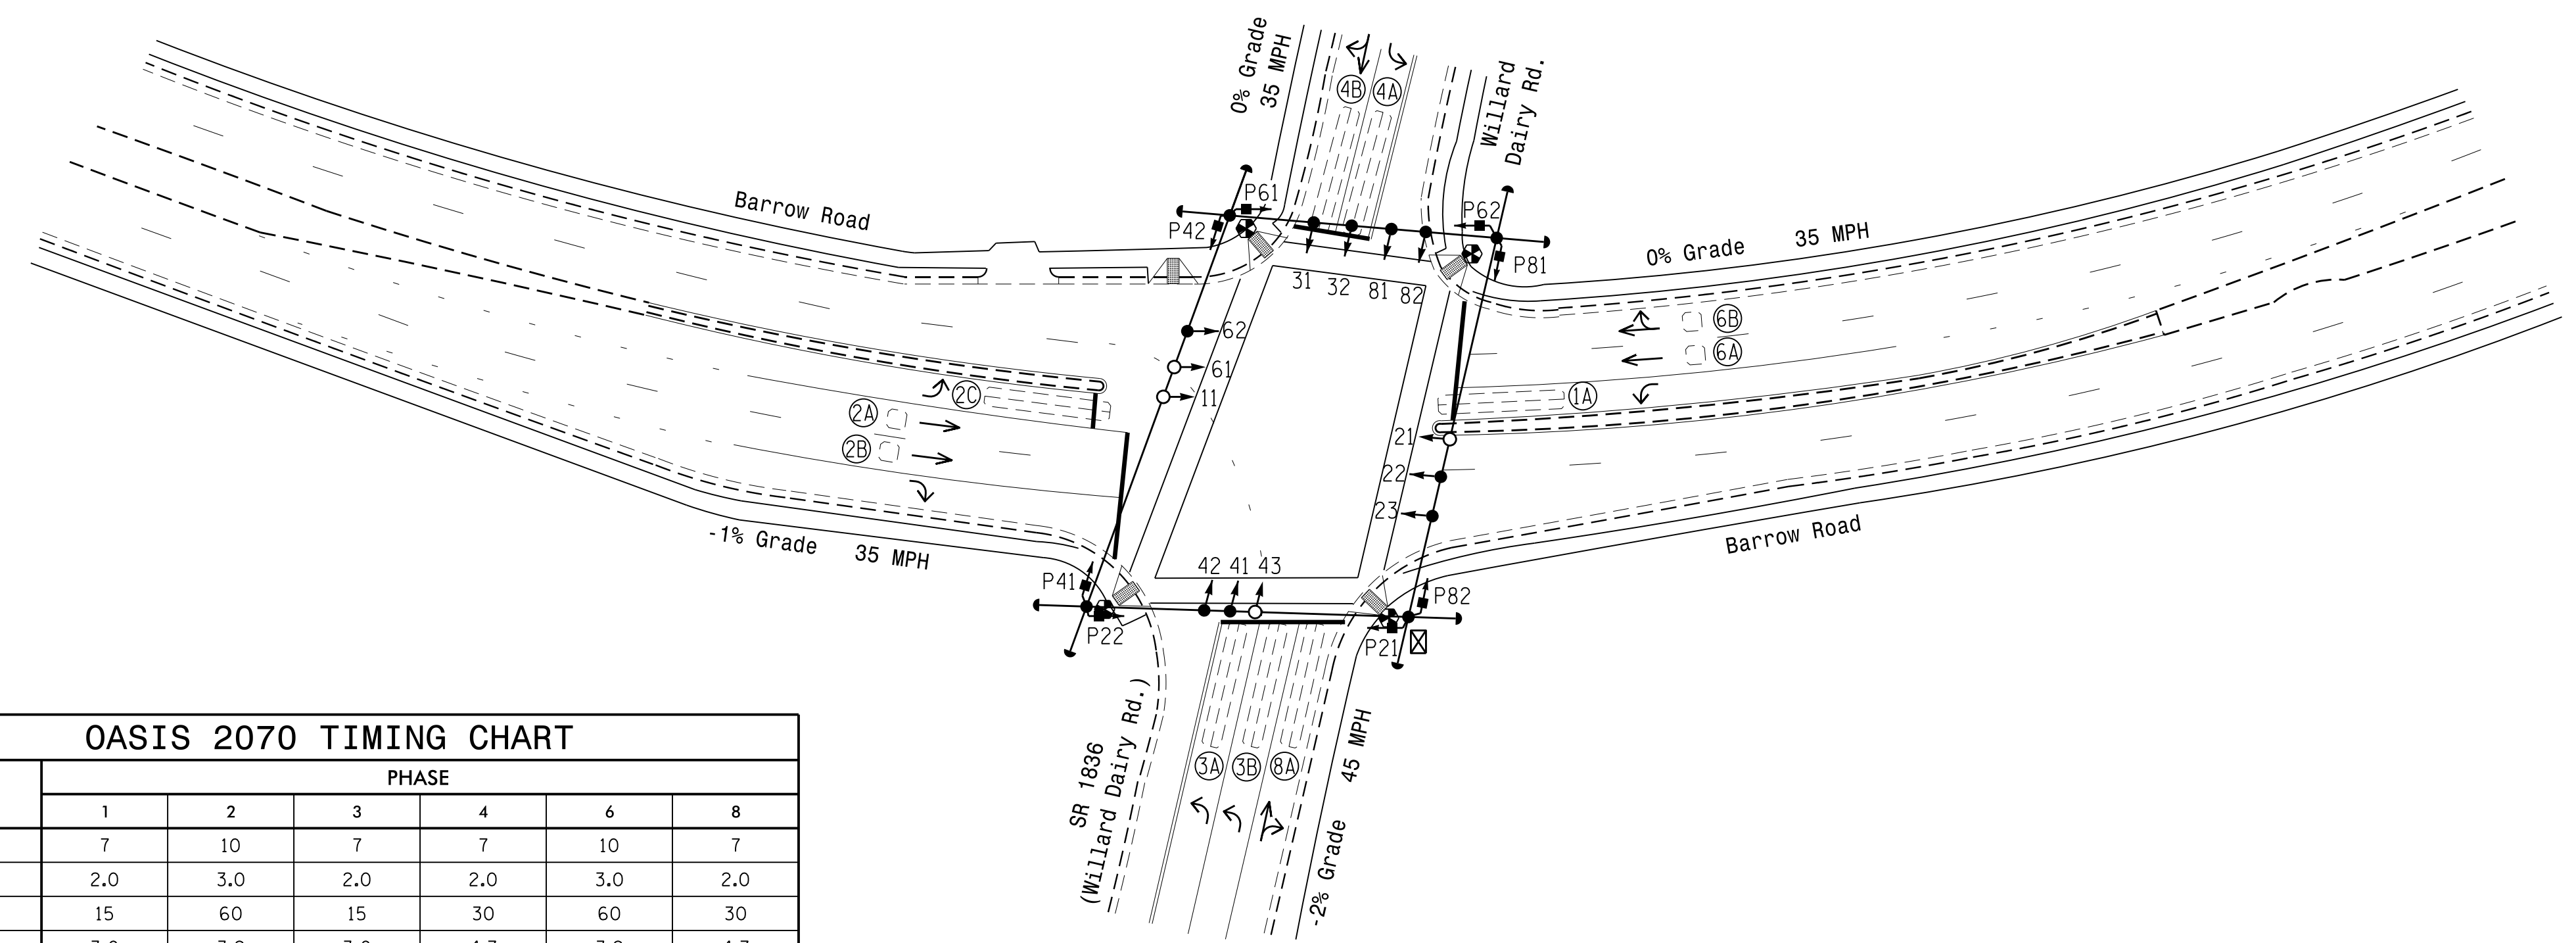 0% Grade
35 MPH
4B
4A
Willard
Dairy Rd.
Barrow Road
P61
P42
P62
P81
0% Grade 35 MPH
31 32 81 82
62
61
11
6B
6A
2C
1A
2A
2B
21
22
23
-1% Grade 35 MPH
Barrow Road
42 41 43
P41
P22
P82
P21
3A 3B 8A
SR 1836
(Willard Dairy Rd.)
45 MPH
-2% Grade
OASIS 2070 TIMING CHART
PHASE
1 2 3 4 6 8
7 10 7 7 10 7
2.0 3.0 2.0 2.0 3.0 2.0
15 60 15 30 60 30